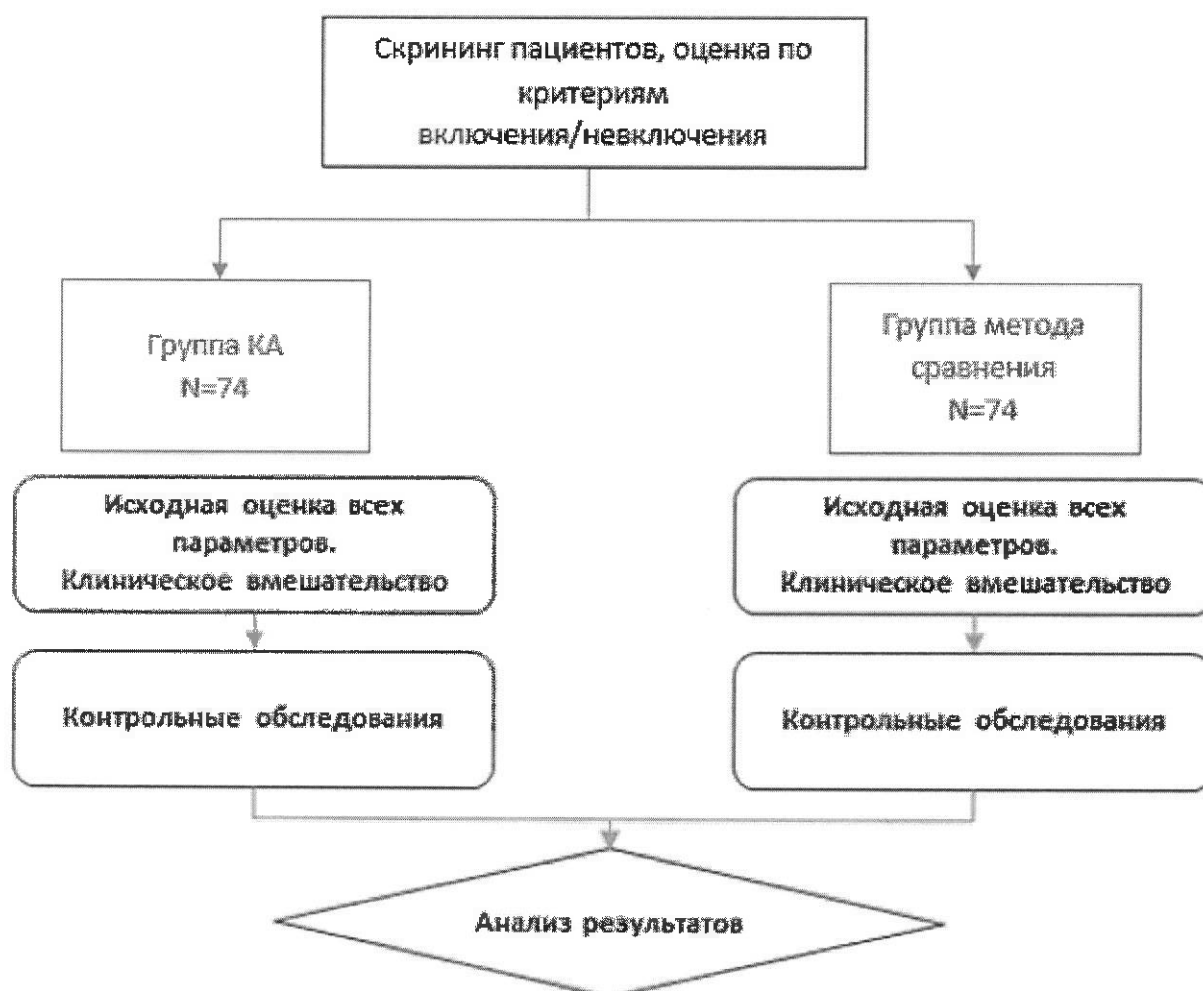 Скрининг пациентов, оценка по
критериям
включения/невключения
Группа КА
N=74
Группа метода
сравнения
N=74
Исходная оценка всех
параметров.
Клиническое вмешательство
Исходная оценка всех
параметров.
Клиническое вмешательство
Контрольные обследования
Контрольные обследования
Анализ результатов